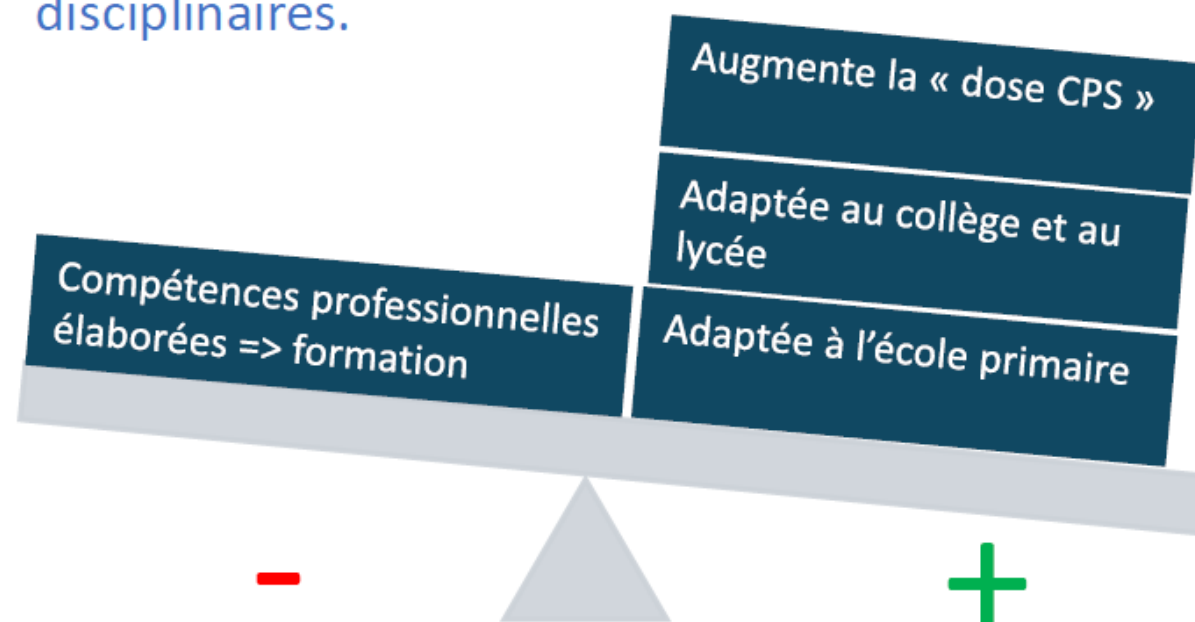 disciplinaires.
Augmente la « dose CPS »
Adaptée au collège et au
lycée
Compétences professionnelles
élaborées => formation
Adaptée à l'école primaire
-
+